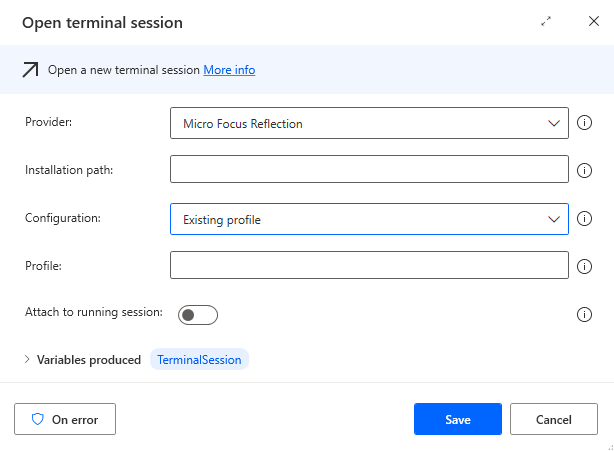 Open terminal session
Open a new terminal session More info
Provider: Micro Focus Reflection
Installation path:
Configuration: Existing profile
Profile:
Attach to running session:
Variables produced TerminalSession
On error Save Cancel